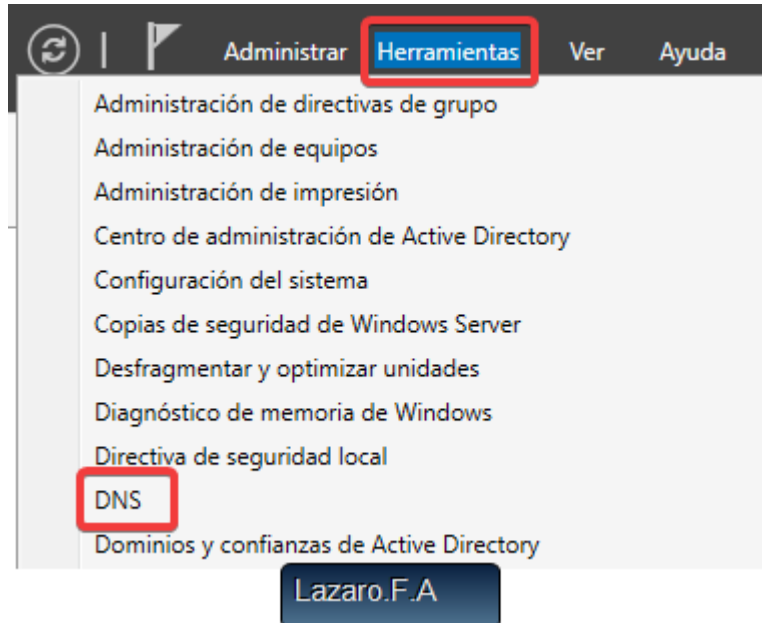 Administrar Herramientas Ver Ayuda
Administración de directivas de grupo
Administración de equipos
Administración de impresión
Centro de administración de Active Directory
Configuración del sistema
Copias de seguridad de Windows Server
Desfragmentar y optimizar unidades
Diagnóstico de memoria de Windows
Directiva de seguridad local
DNS
Dominios y confianzas de Active Directory
Lazaro.F.A